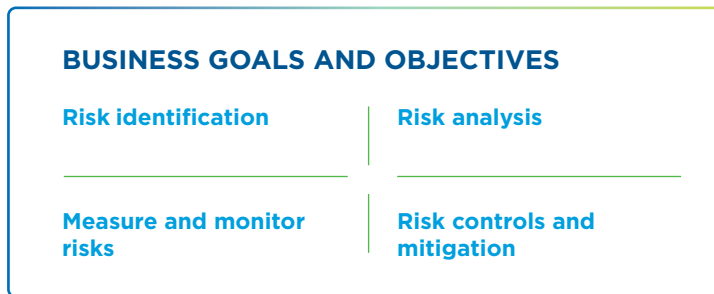 BUSINESS GOALS AND OBJECTIVES
Risk identification
Risk analysis
Measure and monitor
risks
Risk controls and
mitigation